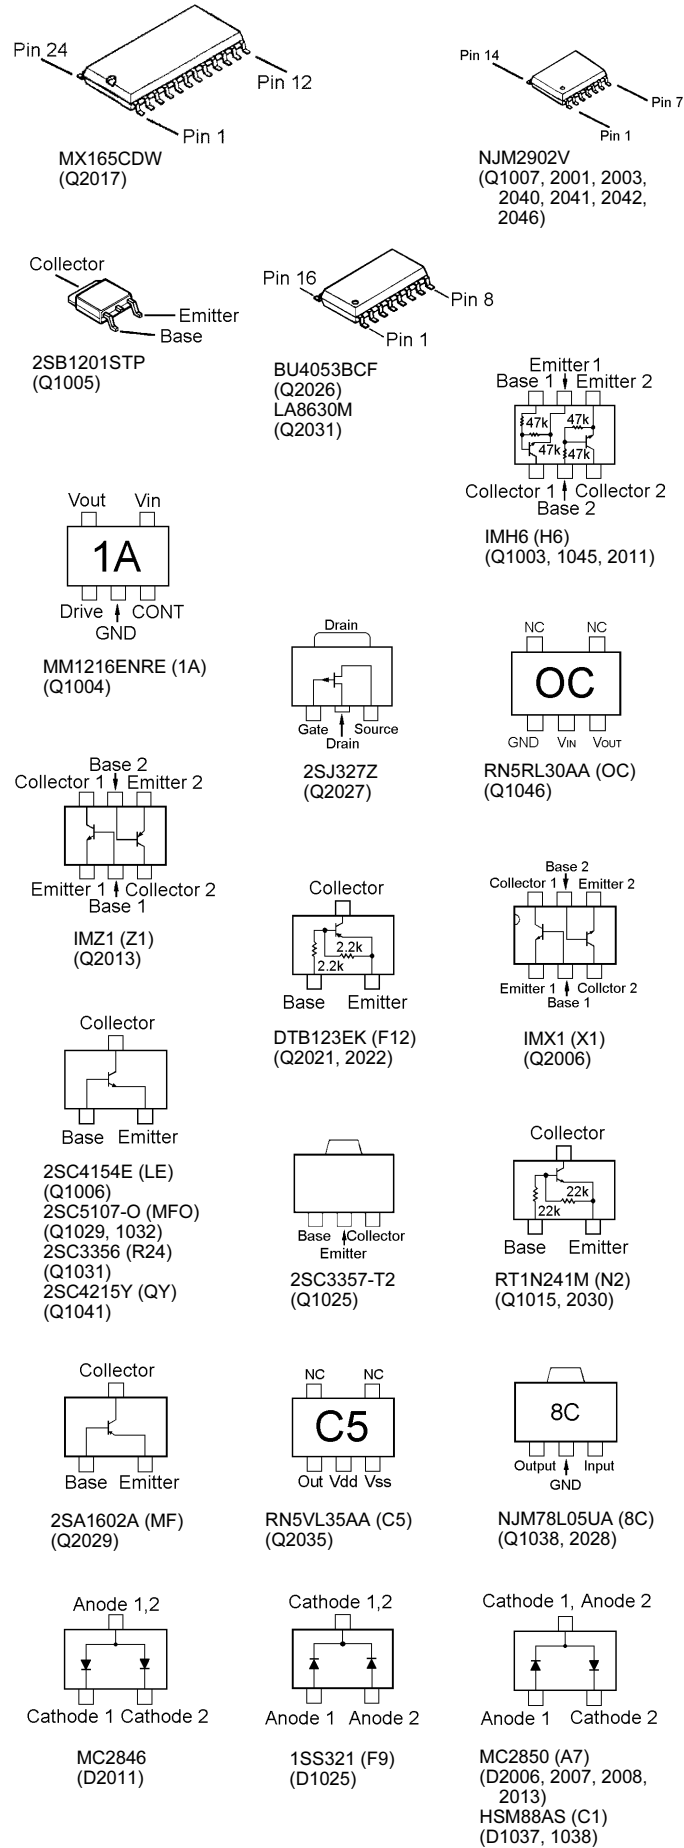 Pin 24
Pin 12
Pin 1
MX165CDW
(Q2017)
Pin 14
Pin 7
Pin 1
NJM2902V
(Q1007, 2001, 2003,
2040, 2041, 2042,
2046)
Collector
Emitter
Base
2SB1201STP
(Q1005)
Pin 16
Pin 8
Pin 1
BU4053BCF
(Q2026)
LA8630M
(Q2031)
Emitter 1
Base 1 Emitter 2
47k 47k
47k 47k
Collector 1 Collector 2
Base 2
IMH6 (H6)
(Q1003, 1045, 2011)
Vout Vin
1A
Drive CONT
GND
MM1216ENRE (1A)
(Q1004)
Drain
Gate Source
Drain
2SJ327Z
(Q2027)
NC NC
OC
GND VIN VOUT
RN5RL30AA (OC)
(Q1046)
Base 2
Collector 1 Emitter 2
Emitter 1 Collector 2
Base 1
IMZ1 (Z1)
(Q2013)
Collector
2.2k
2.2k
Base Emitter
DTB123EK (F12)
(Q2021, 2022)
Base 2
Collector 1 Emitter 2
Emitter 1 Collctor 2
Base 1
IMX1 (X1)
(Q2006)
Collector
Base Emitter
2SC4154E (LE)
(Q1006)
2SC5107-O (MFO)
(Q1029, 1032)
2SC3356 (R24)
(Q1031)
2SC4215Y (QY)
(Q1041)
Base Collector
Emitter
2SC3357-T2
(Q1025)
Collector
22k
22k
Base Emitter
RT1N241M (N2)
(Q1015, 2030)
Collector
Base Emitter
2SA1602A (MF)
(Q2029)
NC NC
C5
Out Vdd Vss
RN5VL35AA (C5)
(Q2035)
8C
Output Input
GND
NJM78L05UA (8C)
(Q1038, 2028)
Anode 1,2
Cathode 1 Cathode 2
MC2846
(D2011)
Cathode 1,2
Anode 1 Anode 2
1SS321 (F9)
(D1025)
Cathode 1, Anode 2
Anode 1 Cathode 2
MC2850 (A7)
(D2006, 2007, 2008,
2013)
HSM88AS (C1)
(D1037, 1038)